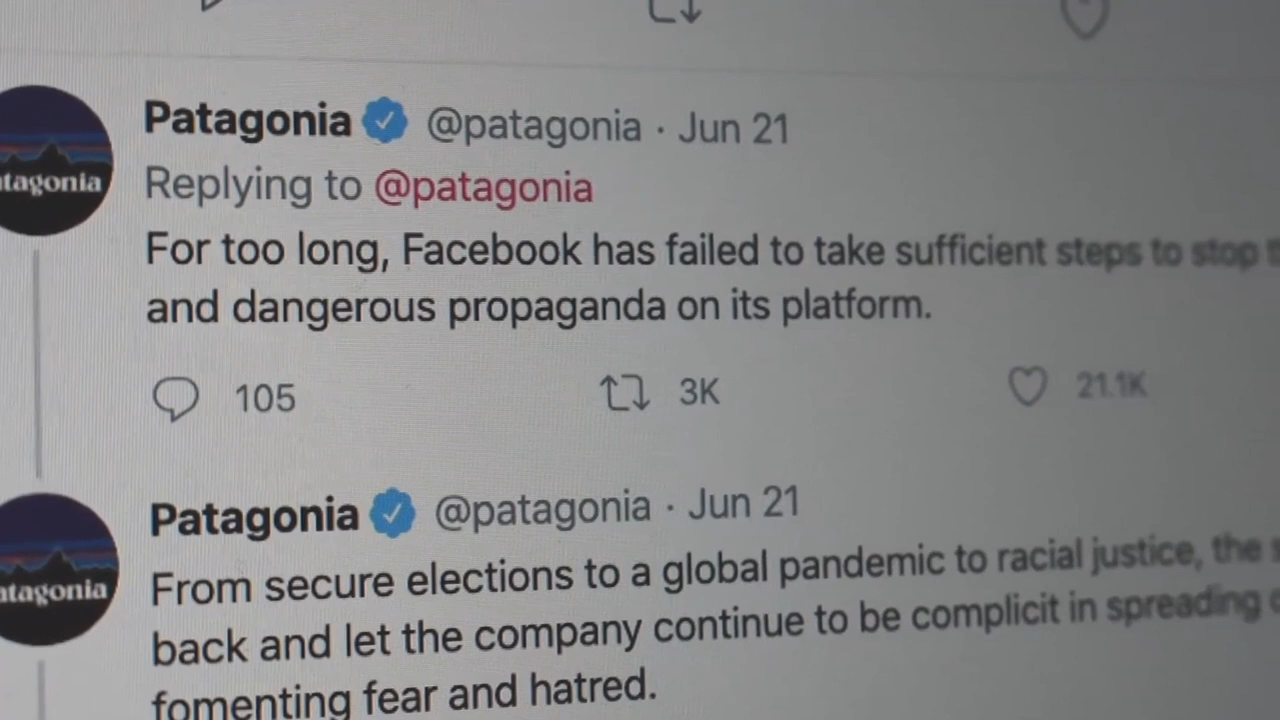 Patagonia @patagonia · Jun 21
tagonia
Replying to @patagonia
For too long, Facebook has failed to take sufficient steps to stop
and dangerous propaganda on its platform.
105 3K 21.1K
Patagonia @patagonia · Jun 21
atagonia
From secure elections to a global pandemic to racial justice, the
back and let the company continue to be complicit in spreading
fomenting fear and hatred.